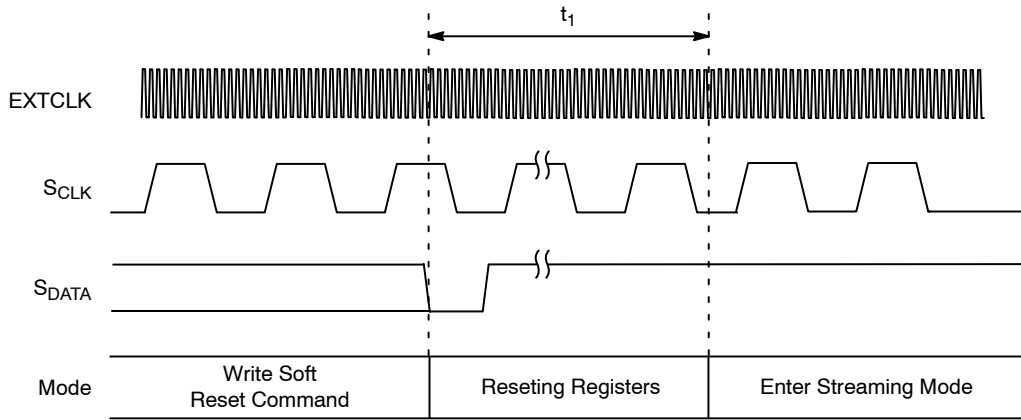 t1
EXTCLK
SCLK
SDATA
Mode
Write Soft
Reset Command
Reseting Registers
Enter Streaming Mode